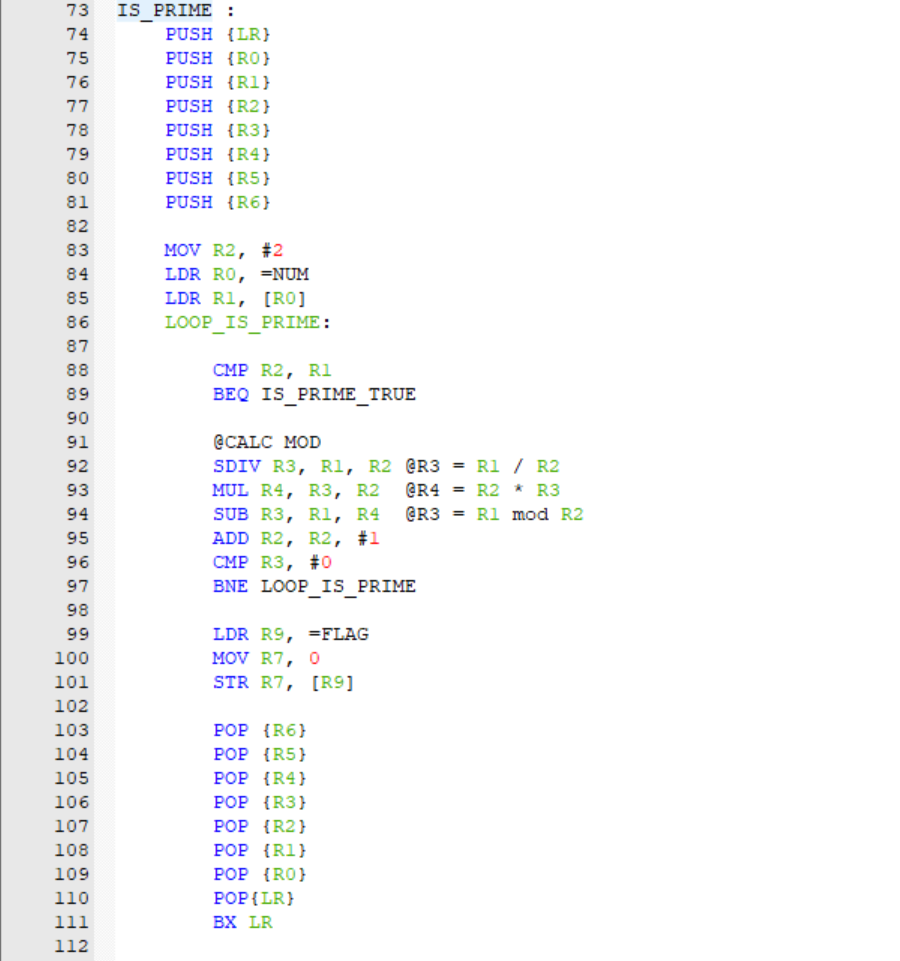 73 IS_PRIME :
74 PUSH {LR}
75 PUSH {R0}
76 PUSH {R1}
77 PUSH {R2}
78 PUSH {R3}
79 PUSH {R4}
80 PUSH {R5}
81 PUSH {R6}
82
83 MOV R2, #2
84 LDR R0, =NUM
85 LDR R1, [R0]
86 LOOP_IS_PRIME:
87
88 CMP R2, R1
89 BEQ IS_PRIME_TRUE
90
91 @CALC MOD
92 SDIV R3, R1, R2 @R3 = R1 / R2
93 MUL R4, R3, R2 @R4 = R2 * R3
94 SUB R3, R1, R4 @R3 = R1 mod R2
95 ADD R2, R2, #1
96 CMP R3, #0
97 BNE LOOP_IS_PRIME
98
99 LDR R9, =FLAG
100 MOV R7, 0
101 STR R7, [R9]
102
103 POP {R6}
104 POP {R5}
105 POP {R4}
106 POP {R3}
107 POP {R2}
108 POP {R1}
109 POP {R0}
110 POP{LR}
111 BX LR
112